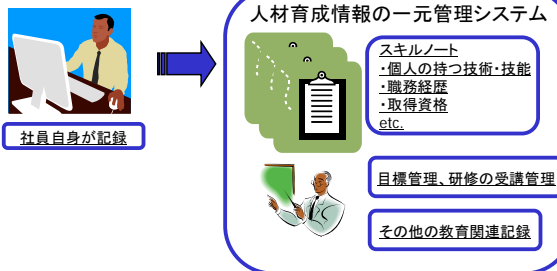 人材育成情報の一元管理システム
スキルノート
・個人の持つ技術・技能
・職務経歴
・取得資格
etc.
社員自身が記録
目標管理、研修の受講管理
その他の教育関連記録